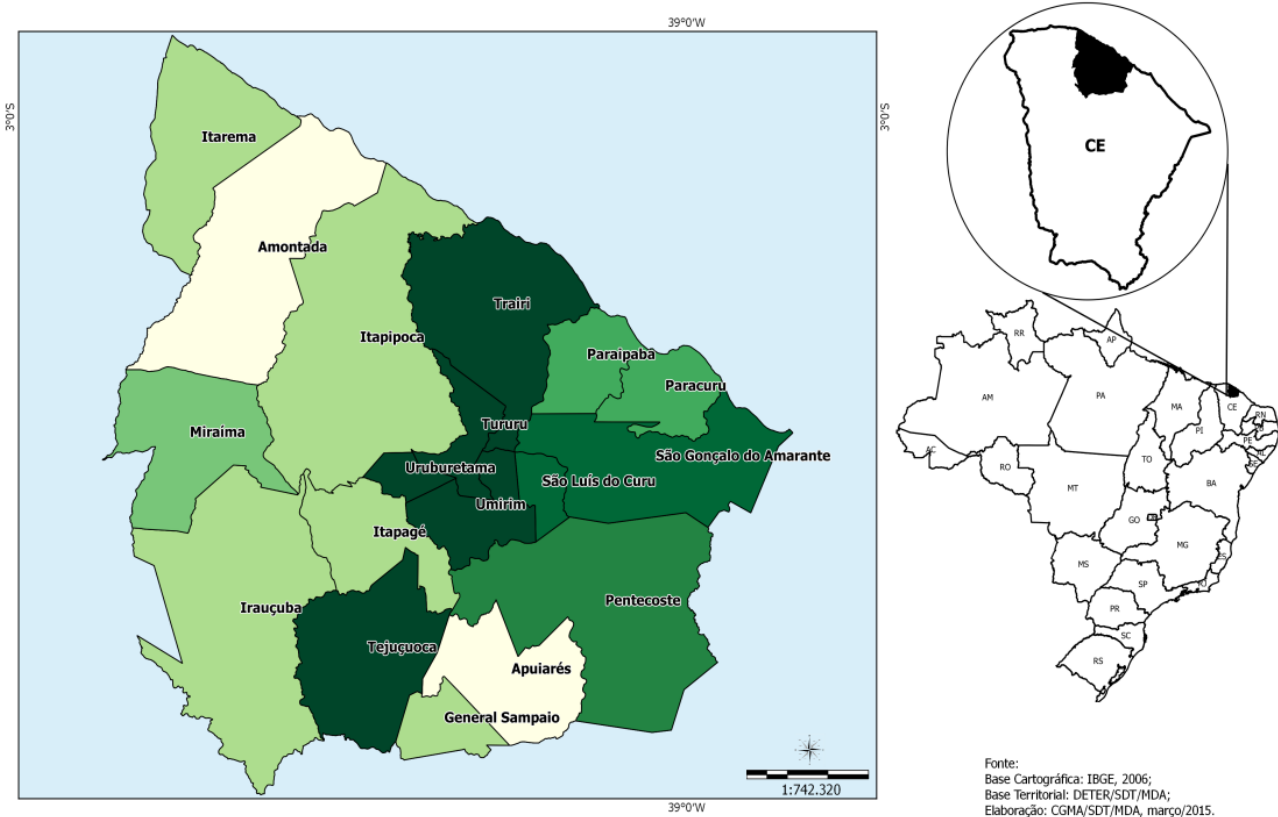 39°0'W
3°0'S
3°0'S
Itarema
Amontada
Trairi
Itapipoca
Paraipaba
Paracuru
Miraíma
Tururu
São Gonçalo do Amarante
Uruburetama
São Luís do Curu
Umirim
Itapagé
Irauçuba
Pentecoste
Tejuçuoca
Apuiarés
General Sampaio
1:742.320
39°0'W
CE
RR
AP
AM
PA
MA
CE
RN
PI
PE
AC
RO
TO
BA
MT
GO
MG
MS
SP
PR
SC
RS
Fonte:
Base Cartográfica: IBGE, 2006;
Base Territorial: DETER/SDT/MDA;
Elaboração: CGMA/SDT/MDA, março/2015.